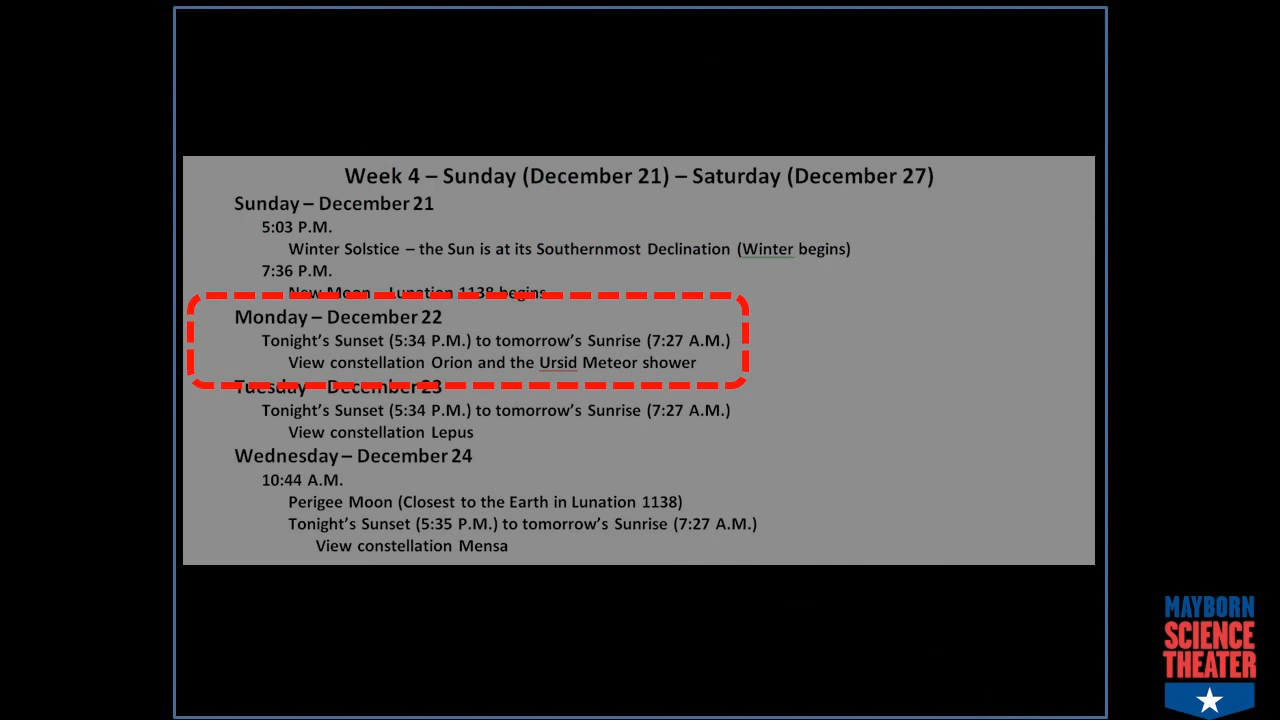 Week 4 – Sunday (December 21) – Saturday (December 27)
Sunday – December 21
5:03 P.M.
Winter Solstice – the Sun is at its Southernmost Declination (Winter begins)
7:36 P.M.
New Moon – Lunation 1138 begins
Monday – December 22
Tonight's Sunset (5:34 P.M.) to tomorrow's Sunrise (7:27 A.M.)
View constellation Orion and the Ursid Meteor shower
Tuesday – December 23
Tonight's Sunset (5:34 P.M.) to tomorrow's Sunrise (7:27 A.M.)
View constellation Lepus
Wednesday – December 24
10:44 A.M.
Perigee Moon (Closest to the Earth in Lunation 1138)
Tonight's Sunset (5:35 P.M.) to tomorrow's Sunrise (7:27 A.M.)
View constellation Mensa
MAYBORN
SCIENCE
THEATER